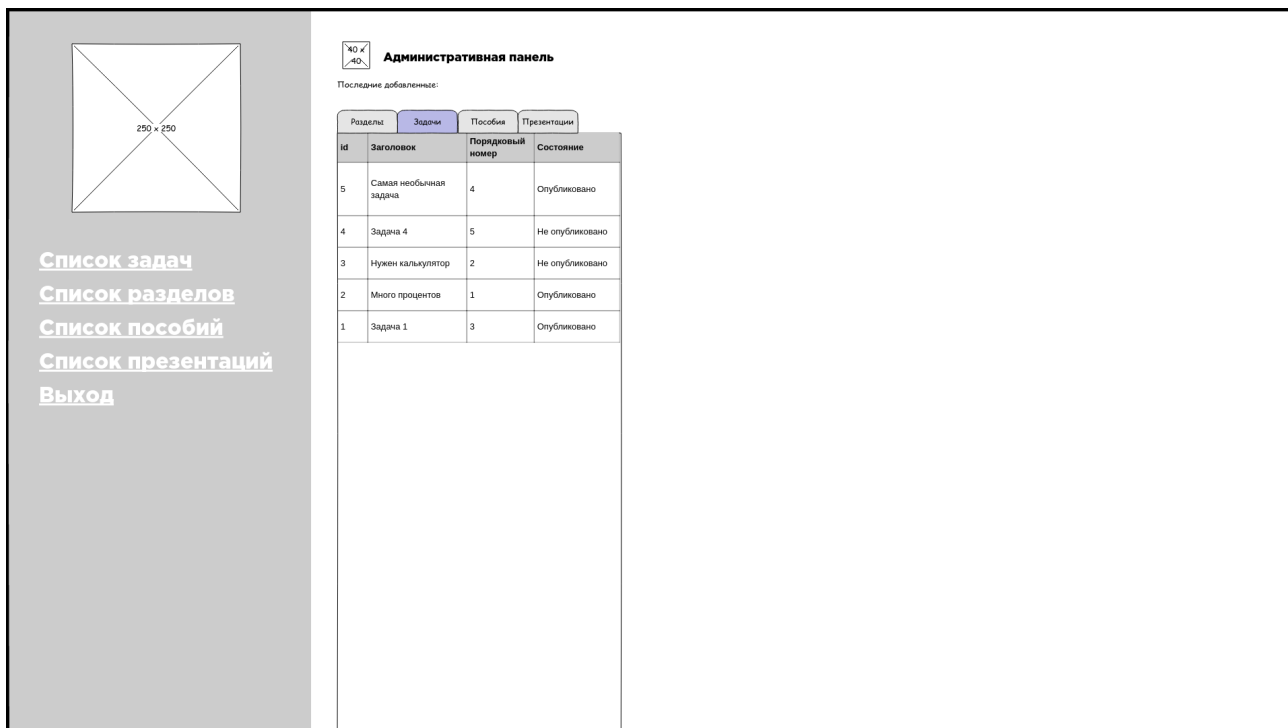 250 x 250
Список задач
Список разделов
Список пособий
Список презентаций
Выход
40 x
40
Административная панель
Последние добавленные:
Разделы Задачи Пособия Презентации
id Заголовок Порядковый номер Состояние
5 Самая необычная задача 4 Опубликовано
4 Задача 4 5 Не опубликовано
3 Нужен калькулятор 2 Не опубликовано
2 Много процентов 1 Опубликовано
1 Задача 1 3 Опубликовано